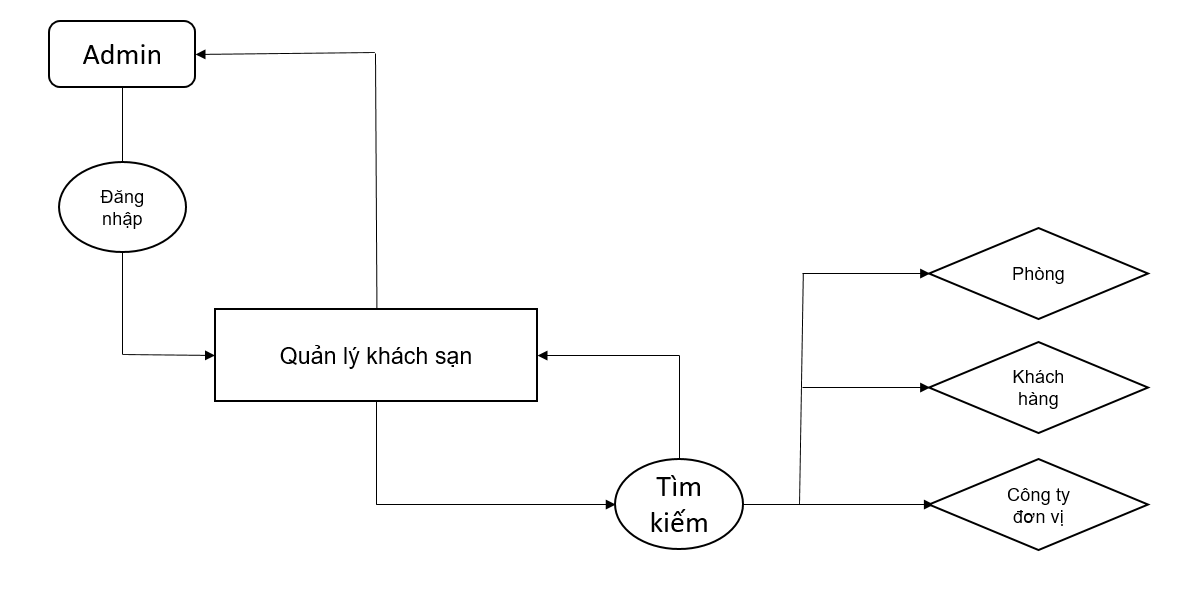 Admin
Đăng
nhập
Quản lý khách sạn
Tìm
kiếm
Phòng
Khách
hàng
Công ty
đơn vị